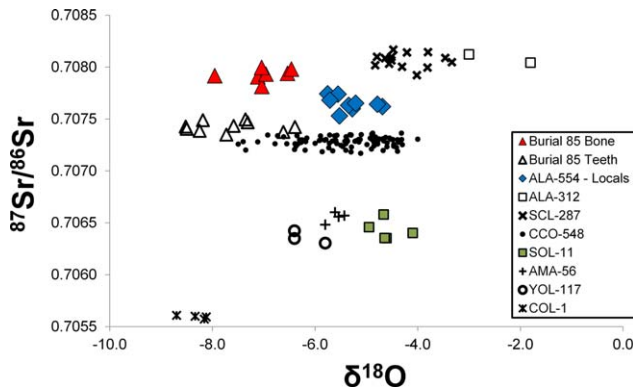 0.7085
0.7080
0.7075
0.7070
0.7065
0.7060
0.7055
⁸⁷Sr/⁸⁶Sr
-10.0 -8.0 -6.0 -4.0 -2.0 0.0
δ¹⁸O
Burial 85 Bone
Burial 85 Teeth
ALA-554 - Locals
ALA-312
SCL-287
CCO-548
SOL-11
AMA-56
YOL-117
COL-1